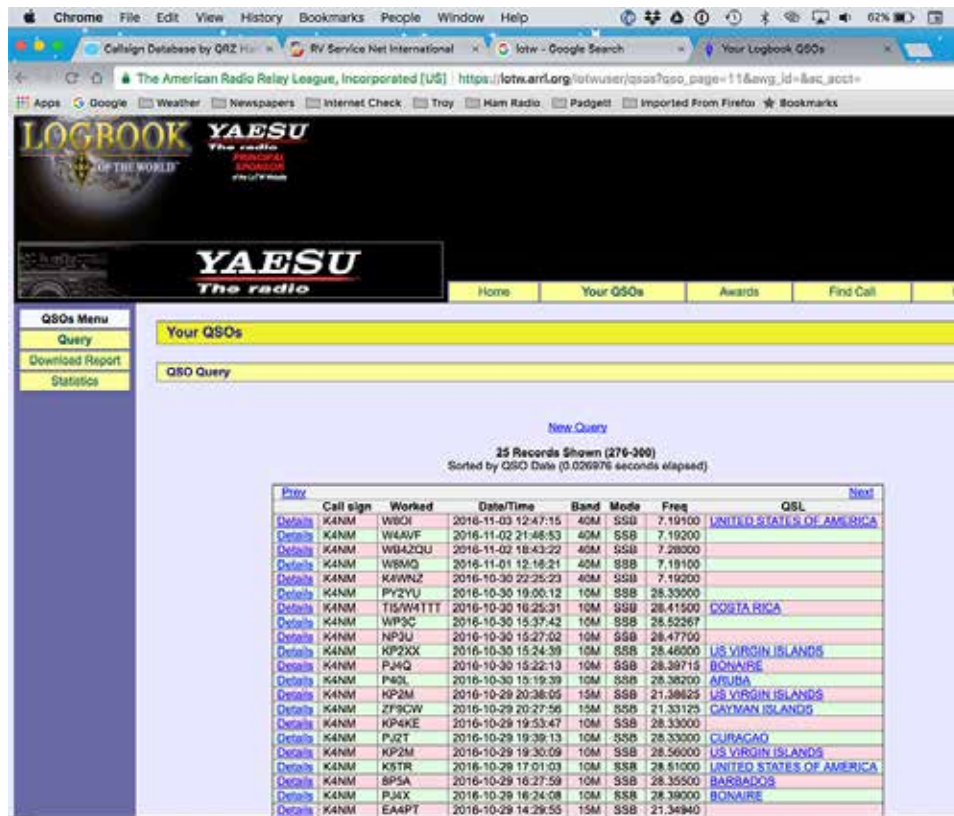 Chrome File Edit View History Bookmarks People Window Help 62%
Callsign Database by QRZ RV Service Net International lotw - Google Search Your Logbook QSOs
The American Radio Relay League, Incorporated [US] https://lotw.arrl.org/lotwuser/qsos?qso_page=11&awg_id=&ac_acct=
Apps Google Weather Newspapers Internet Check Troy Ham Radio Padgett Imported From Firefox Bookmarks
LOGBOOK YAESU
OF THE WORLD The radio
PRINCIPAL
SPONSOR
of the LoTW Website
YAESU
The radio
Home Your QSOs Awards Find Call
QSOs Menu
Query
Download Report
Statistics
Your QSOs
QSO Query
New Query
25 Records Shown (276-300)
Sorted by QSO Date (0.026976 seconds elapsed)
Prev Next
Call sign Worked Date/Time Band Mode Freq QSL
Details K4NM W8OI 2016-11-03 12:47:15 40M SSB 7.19100 UNITED STATES OF AMERICA
Details K4NM W4AVF 2016-11-02 21:46:53 40M SSB 7.19200
Details K4NM WB4ZQU 2016-11-02 18:43:22 40M SSB 7.28000
Details K4NM W8MQ 2016-11-01 12:16:21 40M SSB 7.19100
Details K4NM K4WNZ 2016-10-30 22:25:23 40M SSB 7.19200
Details K4NM PY2YU 2016-10-30 19:00:12 10M SSB 28.33000
Details K4NM TI5/W4TTT 2016-10-30 16:25:31 10M SSB 28.41500 COSTA RICA
Details K4NM WP3C 2016-10-30 15:37:42 10M SSB 28.52267
Details K4NM NP3U 2016-10-30 15:27:02 10M SSB 28.47700
Details K4NM KP2XX 2016-10-30 15:24:39 10M SSB 28.46000 US VIRGIN ISLANDS
Details K4NM PJ4Q 2016-10-30 15:22:13 10M SSB 28.39715 BONAIRE
Details K4NM P40L 2016-10-30 15:19:39 10M SSB 28.38200 ARUBA
Details K4NM KP2M 2016-10-29 20:38:05 15M SSB 21.38625 US VIRGIN ISLANDS
Details K4NM ZF9CW 2016-10-29 20:27:56 15M SSB 21.33125 CAYMAN ISLANDS
Details K4NM KP4KE 2016-10-29 19:53:47 10M SSB 28.33000
Details K4NM PJ2T 2016-10-29 19:39:13 10M SSB 28.33000 CURACAO
Details K4NM KP2M 2016-10-29 19:30:09 10M SSB 28.56000 US VIRGIN ISLANDS
Details K4NM K5TR 2016-10-29 17:01:03 10M SSB 28.51000 UNITED STATES OF AMERICA
Details K4NM 8P5A 2016-10-29 16:27:59 10M SSB 28.35500 BARBADOS
Details K4NM PJ4X 2016-10-29 16:24:08 10M SSB 28.39000 BONAIRE
Details K4NM EA4PT 2016-10-29 14:29:55 15M SSB 21.34940